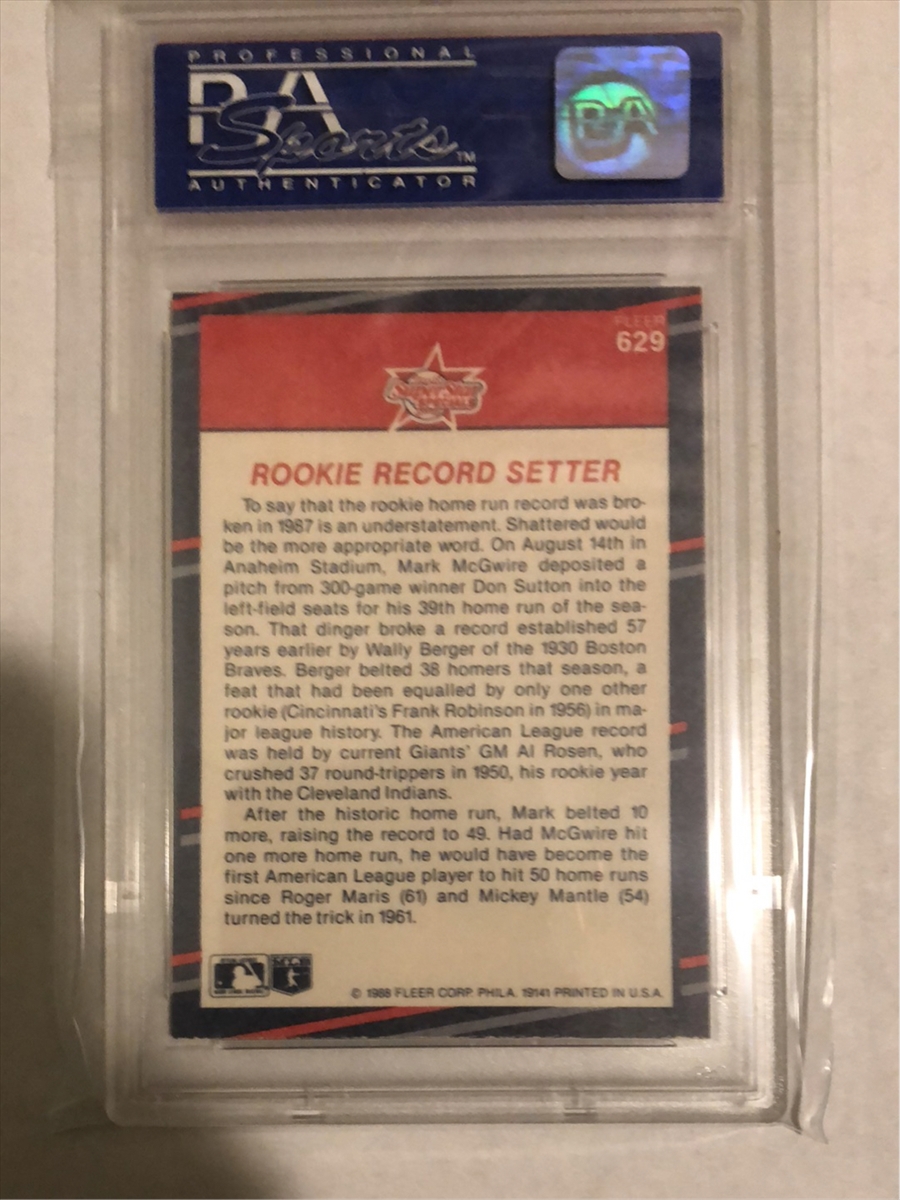 PROFESSIONAL
PSA
Sports™
AUTHENTICATOR
PSA
FLEER
629
ROOKIE RECORD SETTER
To say that the rookie home run record was bro-
ken in 1987 is an understatement. Shattered would
be the more appropriate word. On August 14th in
Anaheim Stadium, Mark McGwire deposited a
pitch from 300-game winner Don Sutton into the
left-field seats for his 39th home run of the sea-
son. That dinger broke a record established 57
years earlier by Wally Berger of the 1930 Boston
Braves. Berger belted 38 homers that season, a
feat that had been equalled by only one other
rookie (Cincinnati's Frank Robinson in 1956) in ma-
jor league history. The American League record
was held by current Giants' GM Al Rosen, who
crushed 37 round-trippers in 1950, his rookie year
with the Cleveland Indians.
After the historic home run, Mark belted 10
more, raising the record to 49. Had McGwire hit
one more home run, he would have become the
first American League player to hit 50 home runs
since Roger Maris (61) and Mickey Mantle (54)
turned the trick in 1961.
© 1988 FLEER CORP. PHILA. 19141 PRINTED IN U.S.A.